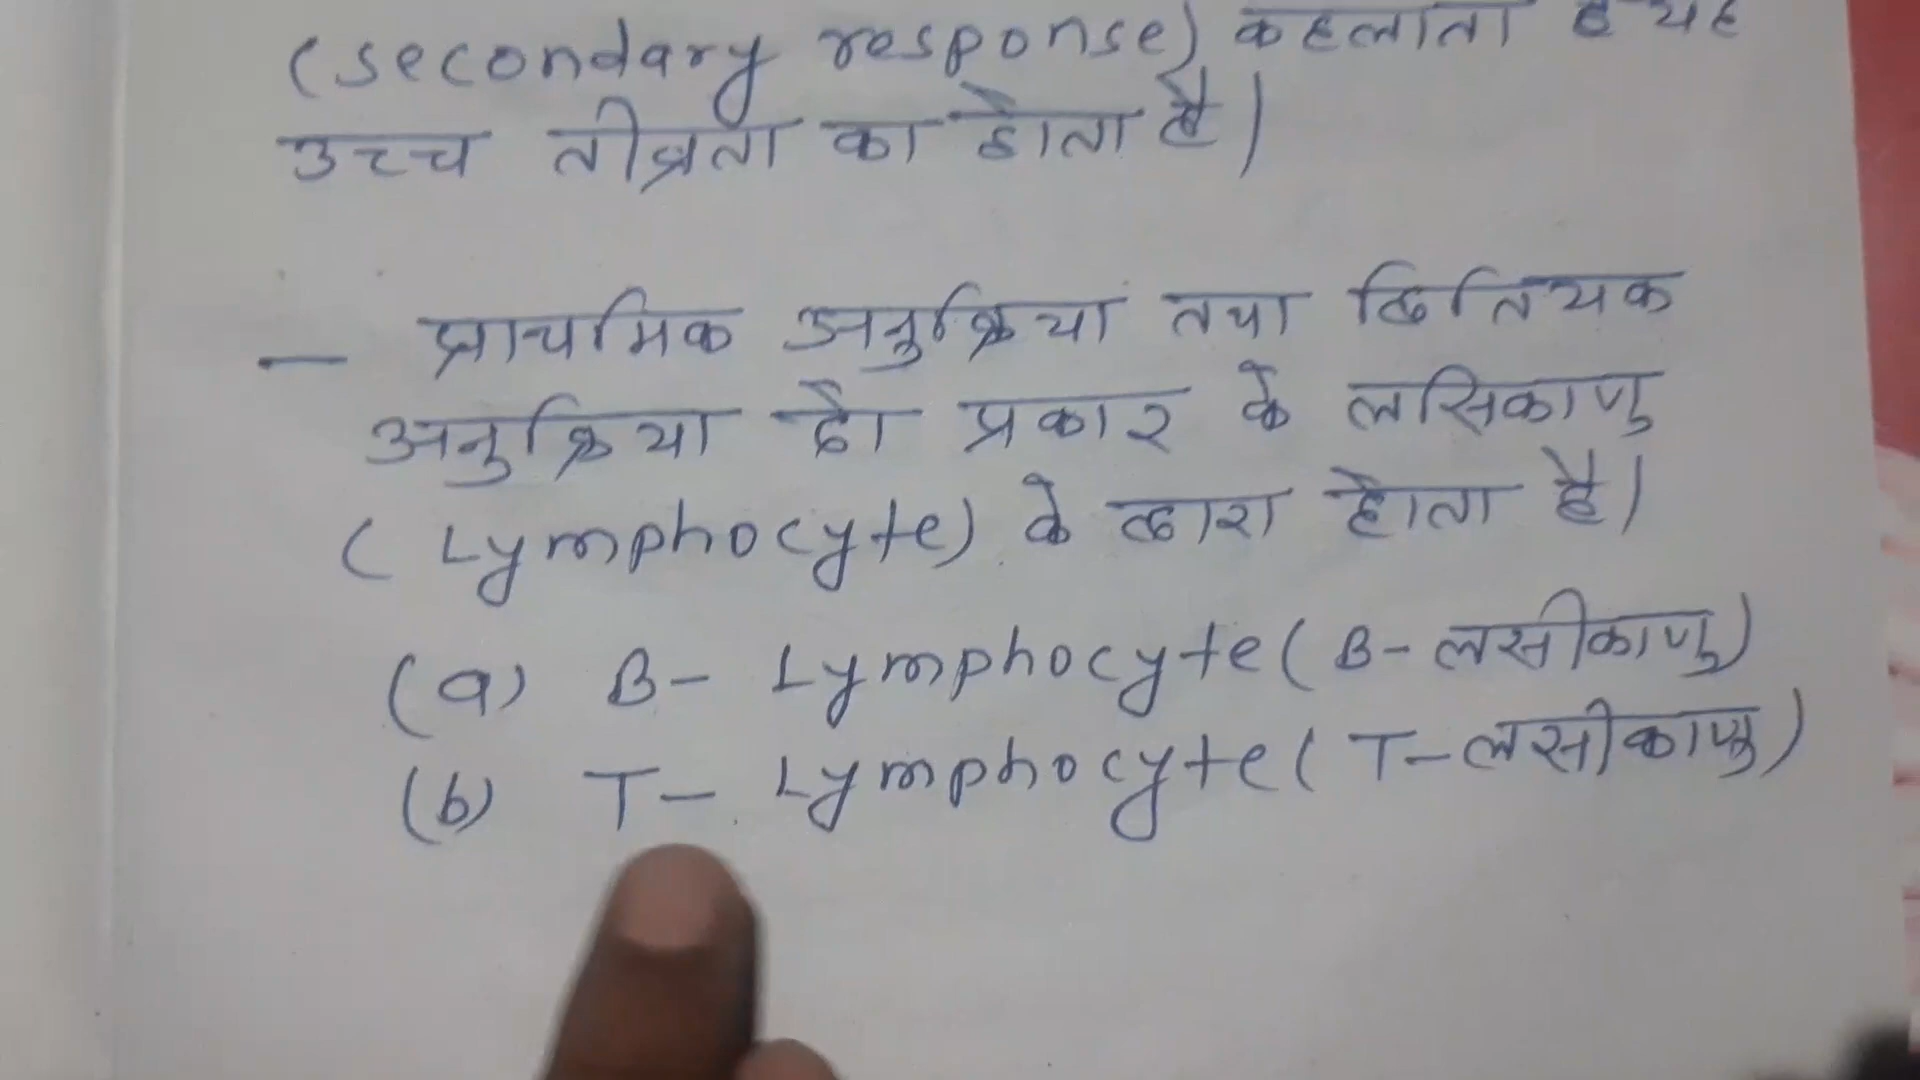 (secondary response) कहलाता है यह
उच्च तीव्रता का होता है।
– प्राथमिक अनुक्रिया तथा द्वितियक
अनुक्रिया दो प्रकार के लसिकाणु
(Lymphocyte) के द्वारा होता है।
(a) B- Lymphocyte (B-लसीकाणु)
(b) T- Lymphocyte (T-लसीकाणु)